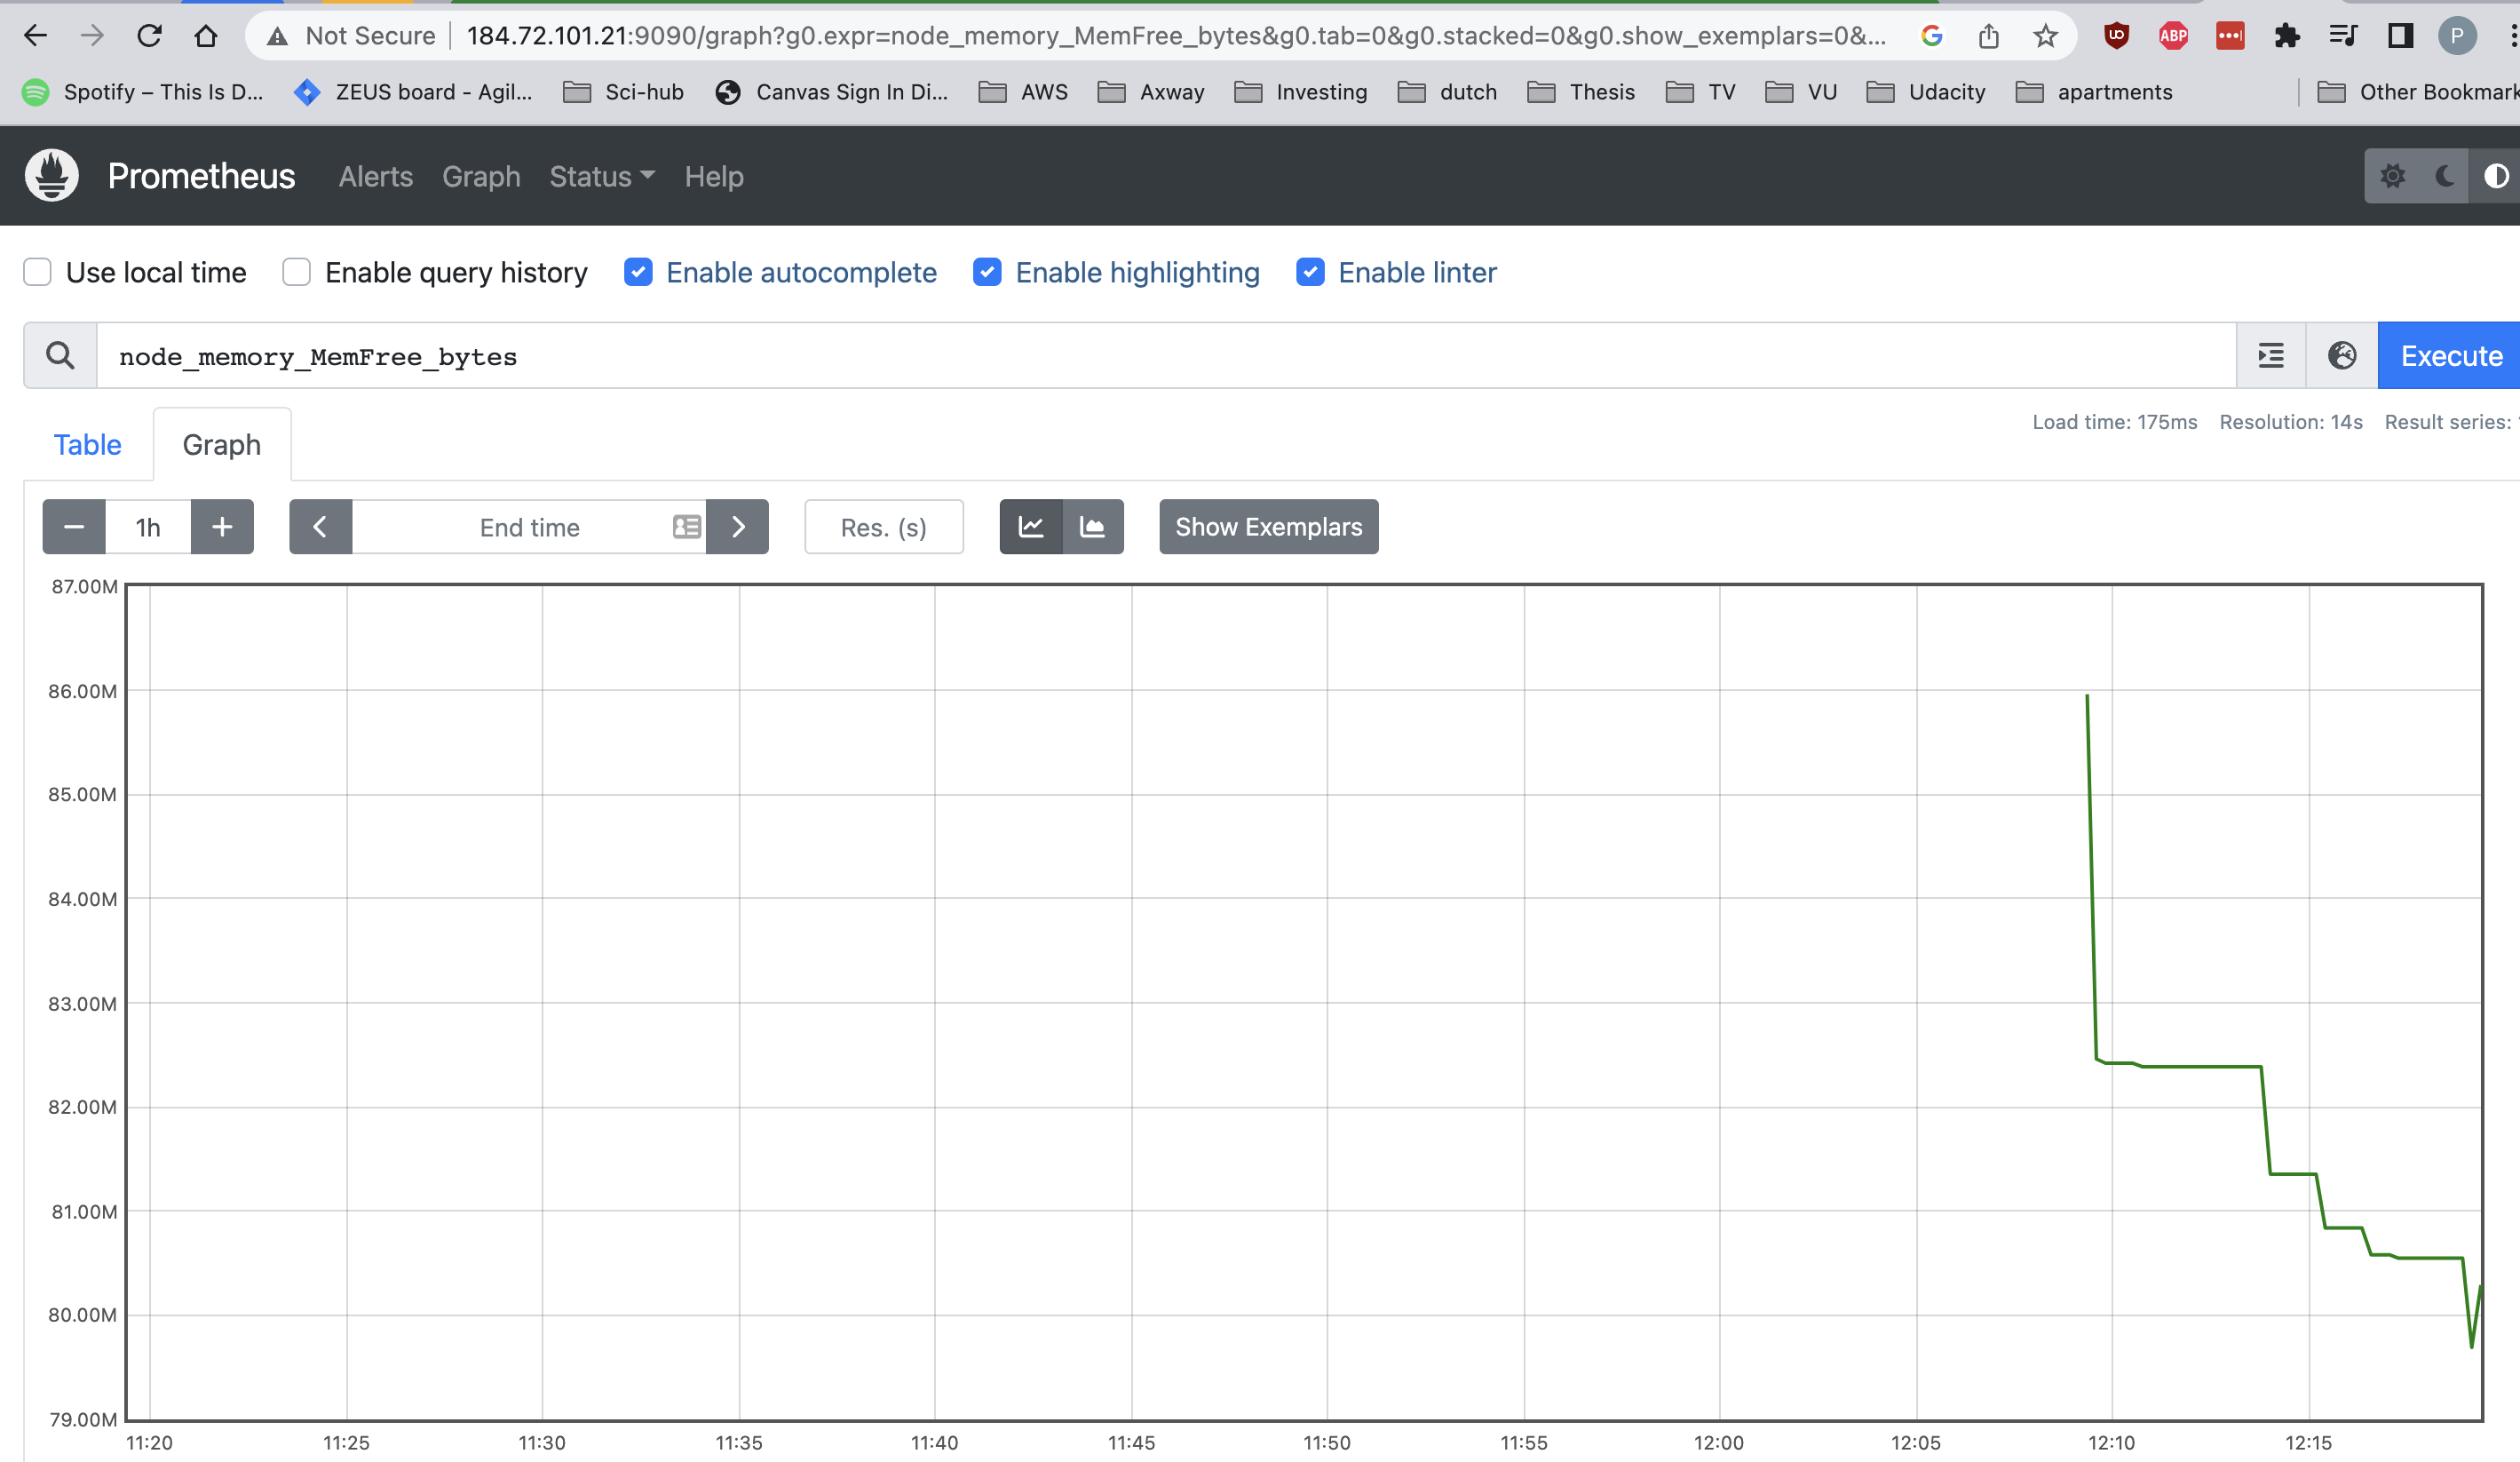 Not Secure 184.72.101.21:9090/graph?g0.expr=node_memory_MemFree_bytes&g0.tab=0&g0.stacked=0&g0.show_exemplars=0&... UO ABP P
Spotify – This Is D... ZEUS board - Agil... Sci-hub Canvas Sign In Di... AWS Axway Investing dutch Thesis TV VU Udacity apartments Other Bookmark
Prometheus Alerts Graph Status Help
Use local time Enable query history Enable autocomplete Enable highlighting Enable linter
node_memory_MemFree_bytes Execute
Load time: 175ms Resolution: 14s Result series:
Table Graph
1h End time Res. (s) Show Exemplars
87.00M
86.00M
85.00M
84.00M
83.00M
82.00M
81.00M
80.00M
79.00M
11:20 11:25 11:30 11:35 11:40 11:45 11:50 11:55 12:00 12:05 12:10 12:15